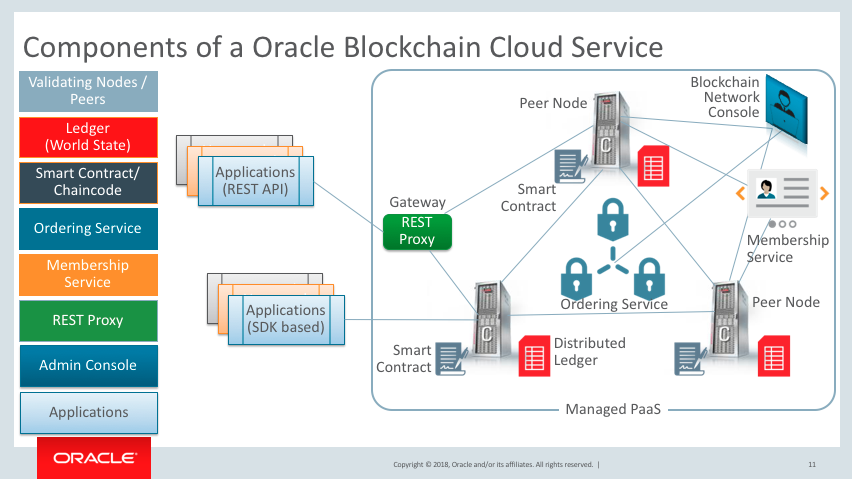 Components of a Oracle Blockchain Cloud Service
Validating Nodes /
Peers
Ledger
(World State)
Smart Contract/
Chaincode
Ordering Service
Membership
Service
REST Proxy
Admin Console
Applications
Applications
(REST API)
Applications
(SDK based)
Gateway
REST
Proxy
Peer Node
C
Smart
Contract
Blockchain
Network
Console
Membership
Service
Ordering Service
Peer Node
C
C
Smart
Contract
Distributed
Ledger
Managed PaaS
ORACLE®
Copyright © 2018, Oracle and/or its affiliates. All rights reserved. |
11